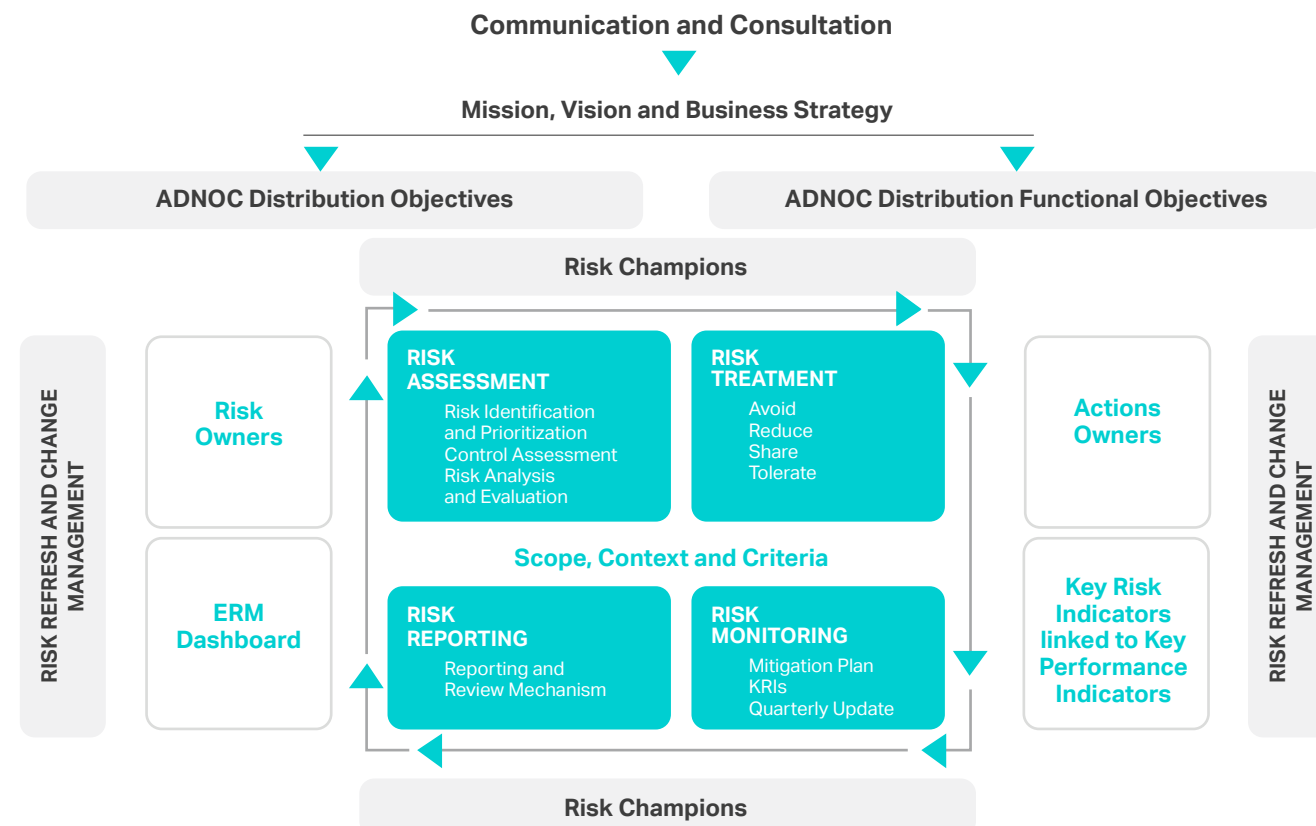 Communication and Consultation
Mission, Vision and Business Strategy
ADNOC Distribution Objectives
ADNOC Distribution Functional Objectives
Risk Champions
RISK REFRESH AND CHANGE
MANAGEMENT
Risk
Owners
RISK
ASSESSMENT
Risk Identification
and Prioritization
Control Assessment
Risk Analysis
and Evaluation
RISK
TREATMENT
Avoid
Reduce
Share
Tolerate
Actions
Owners
Scope, Context and Criteria
ERM
Dashboard
RISK
REPORTING
Reporting and
Review Mechanism
RISK
MONITORING
Mitigation Plan
KRIs
Quarterly Update
Key Risk
Indicators
linked to Key
Performance
Indicators
RISK REFRESH AND CHANGE
MANAGEMENT
Risk Champions